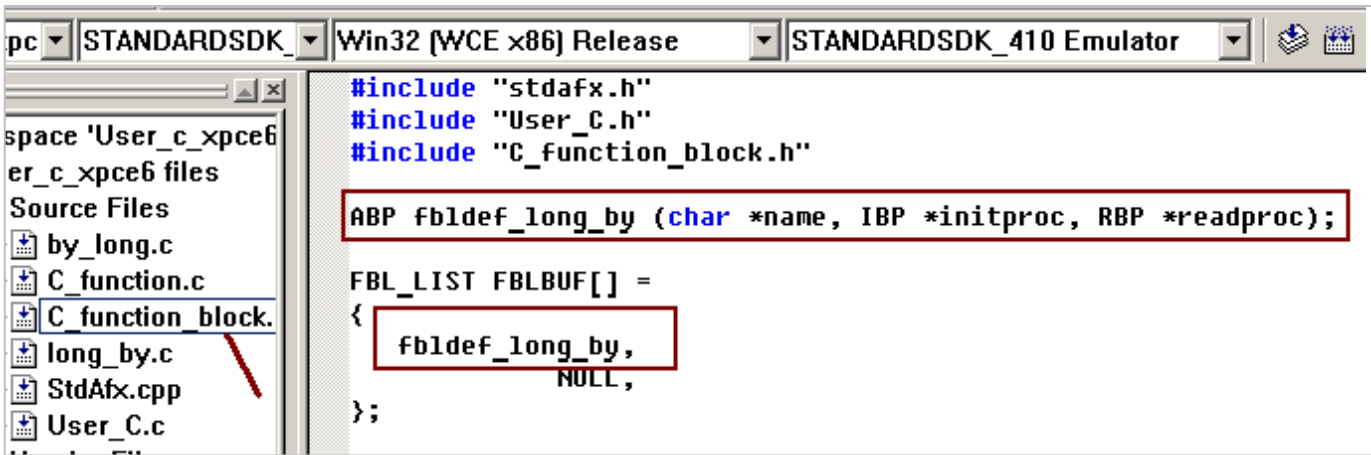 pc STANDARDSDK_ Win32 (WCE x86) Release STANDARDSDK_410 Emulator
space 'User_c_xpce6
er_c_xpce6 files
Source Files
by_long.c
C_function.c
C_function_block.
long_by.c
StdAfx.cpp
User_C.c
#include "stdafx.h"
#include "User_C.h"
#include "C_function_block.h"
ABP fbldef_long_by (char *name, IBP *initproc, RBP *readproc);
FBL_LIST FBLBUF[] =
{
fbldef_long_by,
NULL,
};